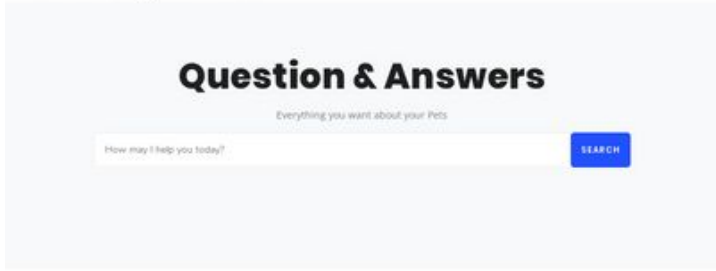 Question & Answers
Everything you want about your Pets
How may I help you today?
SEARCH